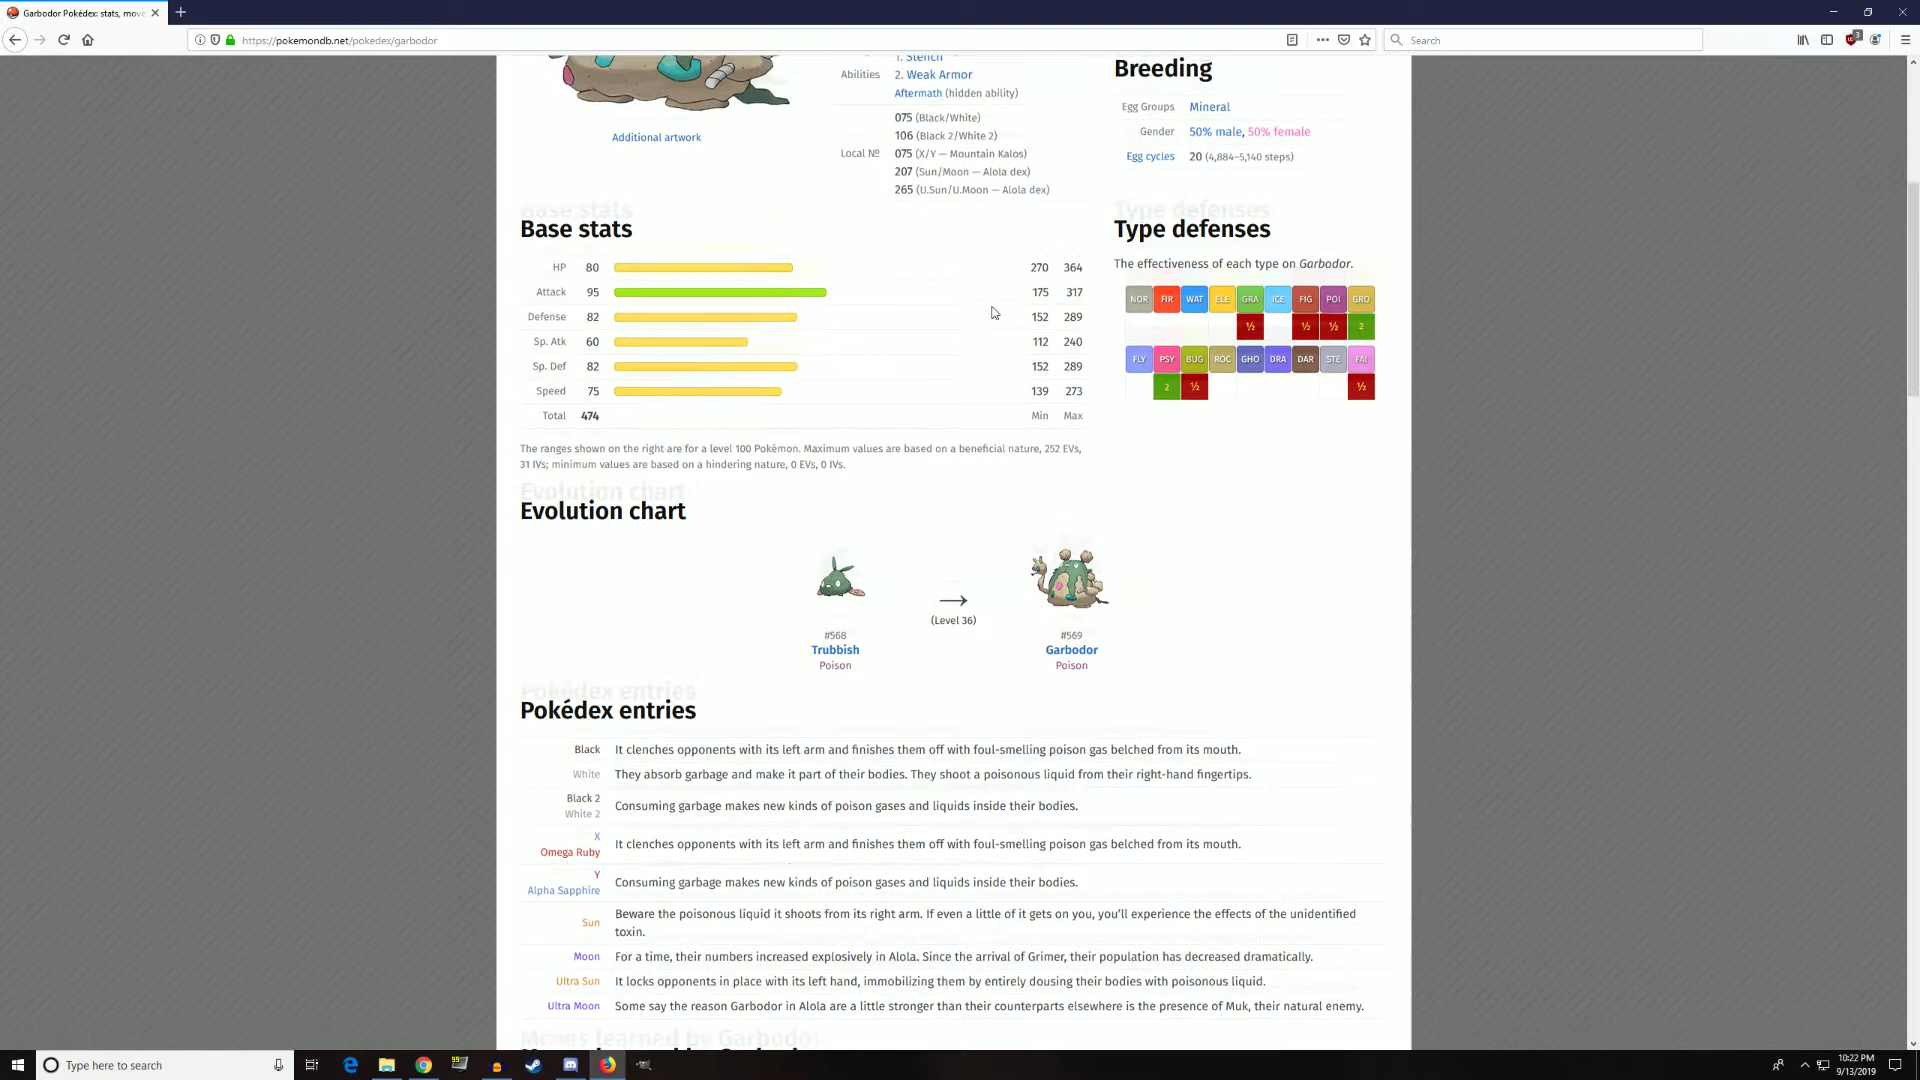 Garbodor Pokédex: stats, move
https://pokemondb.net/pokedex/garbodor
Search
3
1. Stench
Abilities
2. Weak Armor
Aftermath (hidden ability)
Additional artwork
Local №
075 (Black/White)
106 (Black 2/White 2)
075 (X/Y — Mountain Kalos)
207 (Sun/Moon — Alola dex)
265 (U.Sun/U.Moon — Alola dex)
Breeding
Egg Groups Mineral
Gender 50% male, 50% female
Egg cycles 20 (4,884–5,140 steps)
Base stats
HP 80 270 364
Attack 95 175 317
Defense 82 152 289
Sp. Atk 60 112 240
Sp. Def 82 152 289
Speed 75 139 273
Total 474 Min Max
The ranges shown on the right are for a level 100 Pokémon. Maximum values are based on a beneficial nature, 252 EVs,
31 IVs; minimum values are based on a hindering nature, 0 EVs, 0 IVs.
Type defenses
The effectiveness of each type on Garbodor.
NOR FIR WAT ELE GRA ICE FIG POI GRO
½ ½ ½ 2
FLY PSY BUG ROC GHO DRA DAR STE FAI
2 ½ ½
Evolution chart
(Level 36)
#568
Trubbish
Poison
#569
Garbodor
Poison
Pokédex entries
Black It clenches opponents with its left arm and finishes them off with foul-smelling poison gas belched from its mouth.
White They absorb garbage and make it part of their bodies. They shoot a poisonous liquid from their right-hand fingertips.
Black 2
White 2
Consuming garbage makes new kinds of poison gases and liquids inside their bodies.
X
Omega Ruby
It clenches opponents with its left arm and finishes them off with foul-smelling poison gas belched from its mouth.
Y
Alpha Sapphire
Consuming garbage makes new kinds of poison gases and liquids inside their bodies.
Sun
Beware the poisonous liquid it shoots from its right arm. If even a little of it gets on you, you'll experience the effects of the unidentified
toxin.
Moon For a time, their numbers increased explosively in Alola. Since the arrival of Grimer, their population has decreased dramatically.
Ultra Sun It locks opponents in place with its left hand, immobilizing them by entirely dousing their bodies with poisonous liquid.
Ultra Moon Some say the reason Garbodor in Alola are a little stronger than their counterparts elsewhere is the presence of Muk, their natural enemy.
Moves learned by Garbodor
Type here to search
99
10:22 PM
9/13/2019